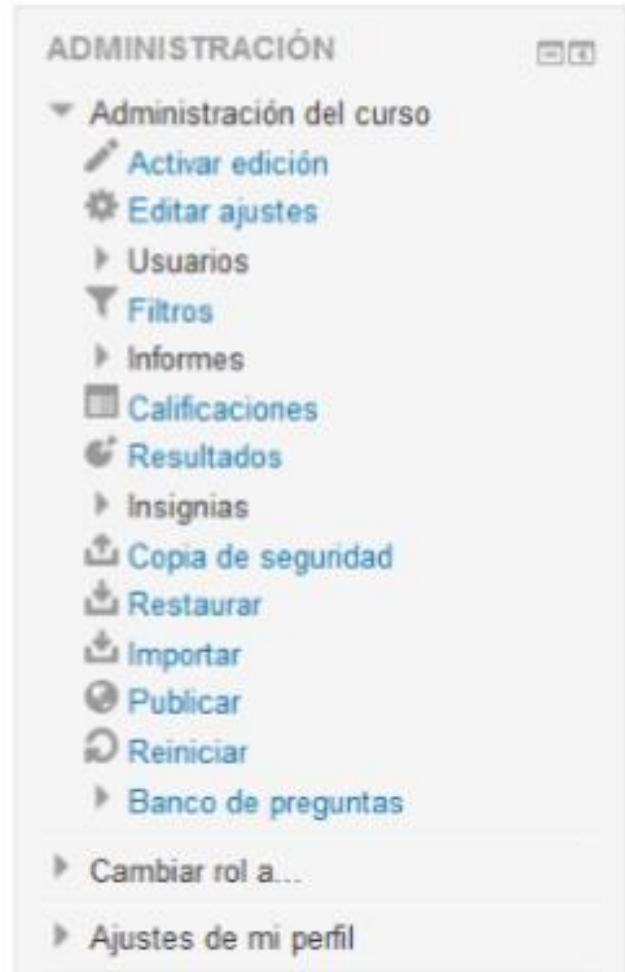 ADMINISTRACIÓN
Administración del curso
Activar edición
Editar ajustes
Usuarios
Filtros
Informes
Calificaciones
Resultados
Insignias
Copia de seguridad
Restaurar
Importar
Publicar
Reiniciar
Banco de preguntas
Cambiar rol a...
Ajustes de mi perfil